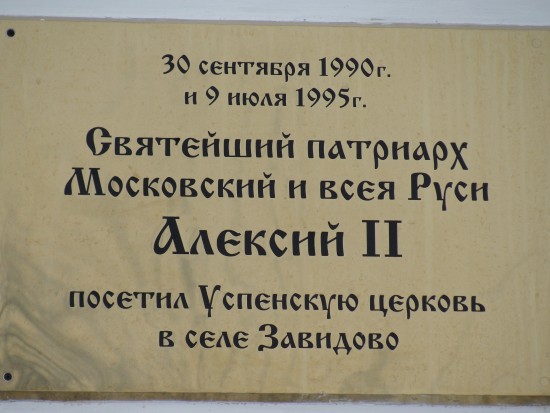 30 сентября 1990г.
и 9 июля 1995г.
Святейший патриарх
Московский и всея Руси
Алексий II
посетил Успенскую церковь
в селе Завидово